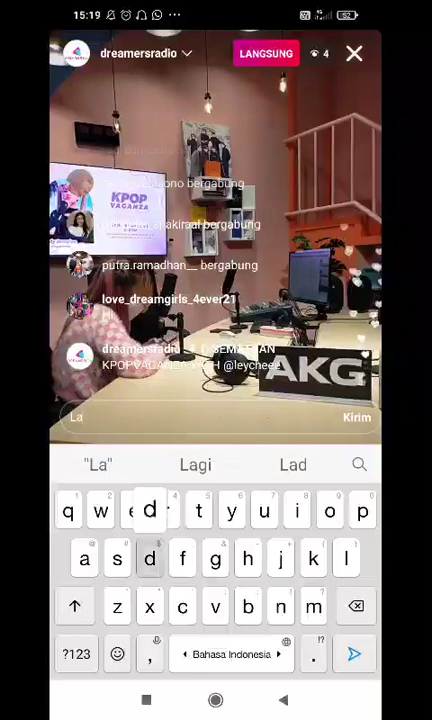 15:19
52
dreamersradio
LANGSUNG
4
KPOP
VAGANZA
bergabung
bergabung
putra.ramadhan__ bergabung
love_dreamgirls_4ever21
dreamersradio
KPOPVAGANZA
AKG
La
Kirim
"La" Lagi Lad
d
q w t y u i o p
a s d f g h j k l
z x c v b n m
?123 , Bahasa Indonesia .